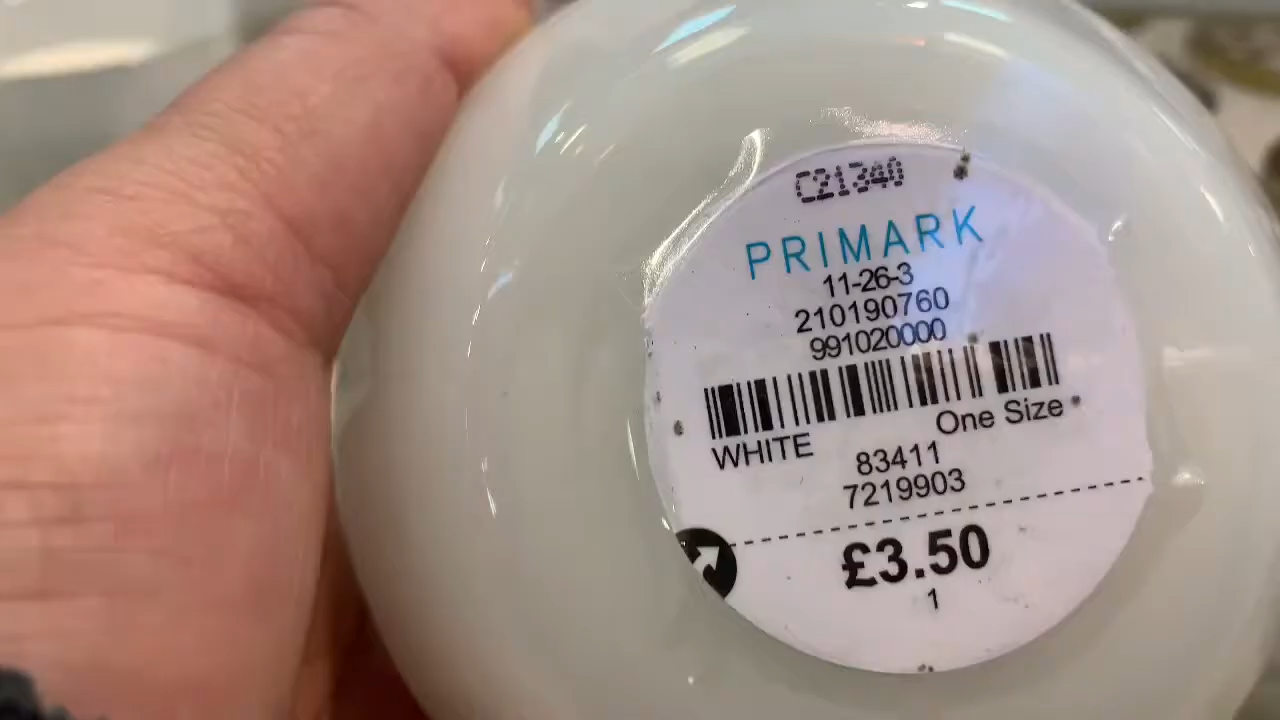 C21340
PRIMARK
11-26-3
210190760
991020000
WHITE One Size
83411
7219903
£3.50
1